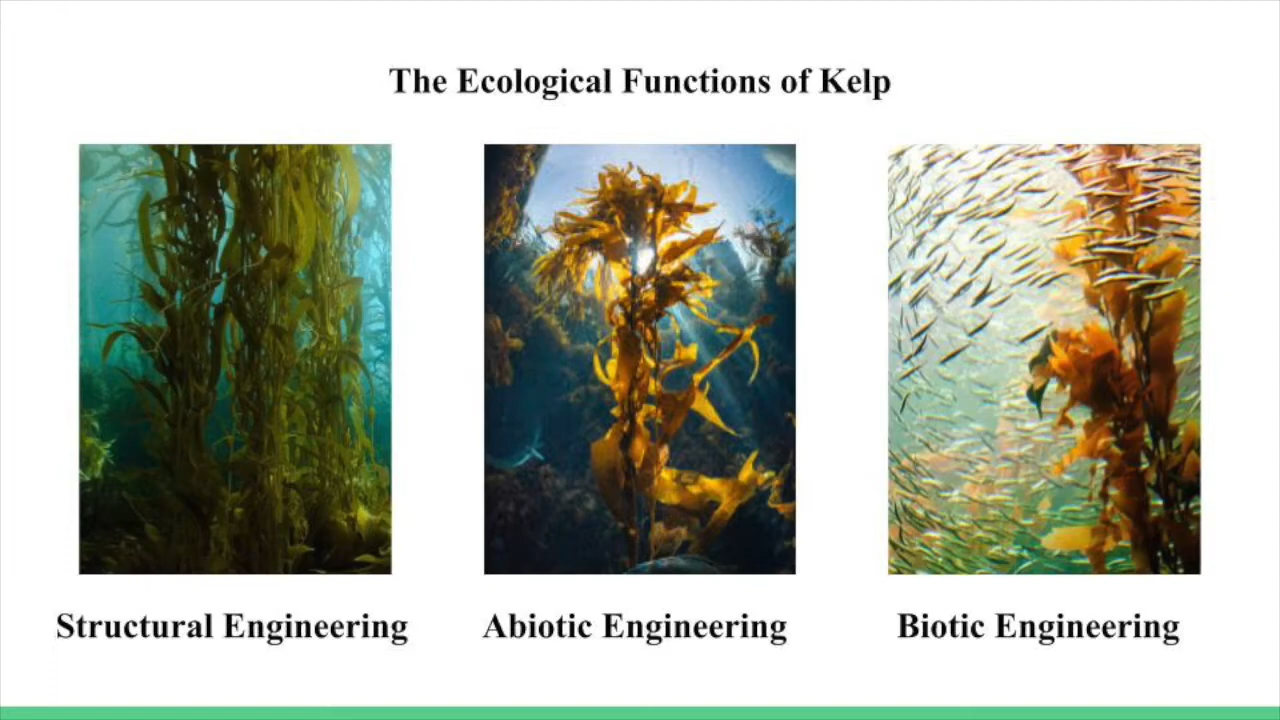 The Ecological Functions of Kelp
Structural Engineering
Abiotic Engineering
Biotic Engineering